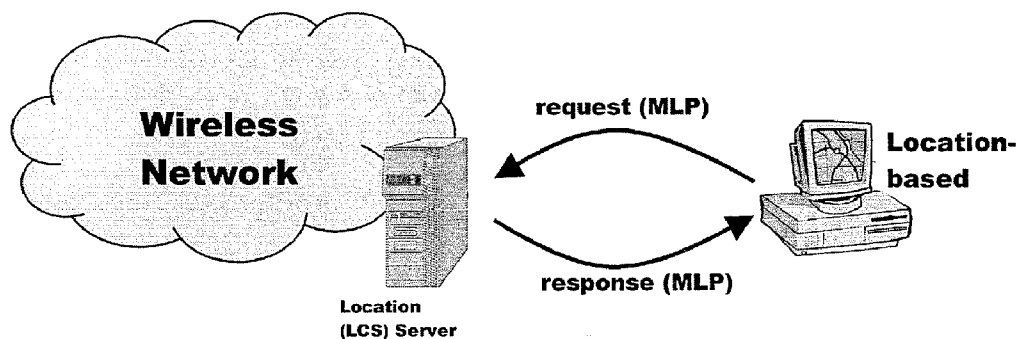 Wireless
Network
request (MLP)
Location-
based
response (MLP)
Location
(LCS) Server